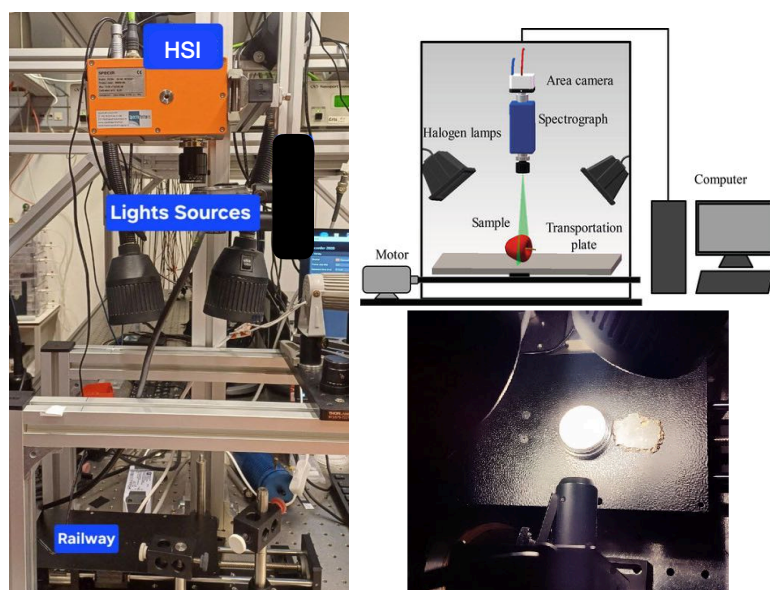 HSI
SPECIM
Lights Sources
Railway
Area camera
Spectrograph
Halogen lamps
Sample
Transportation
plate
Motor
Computer